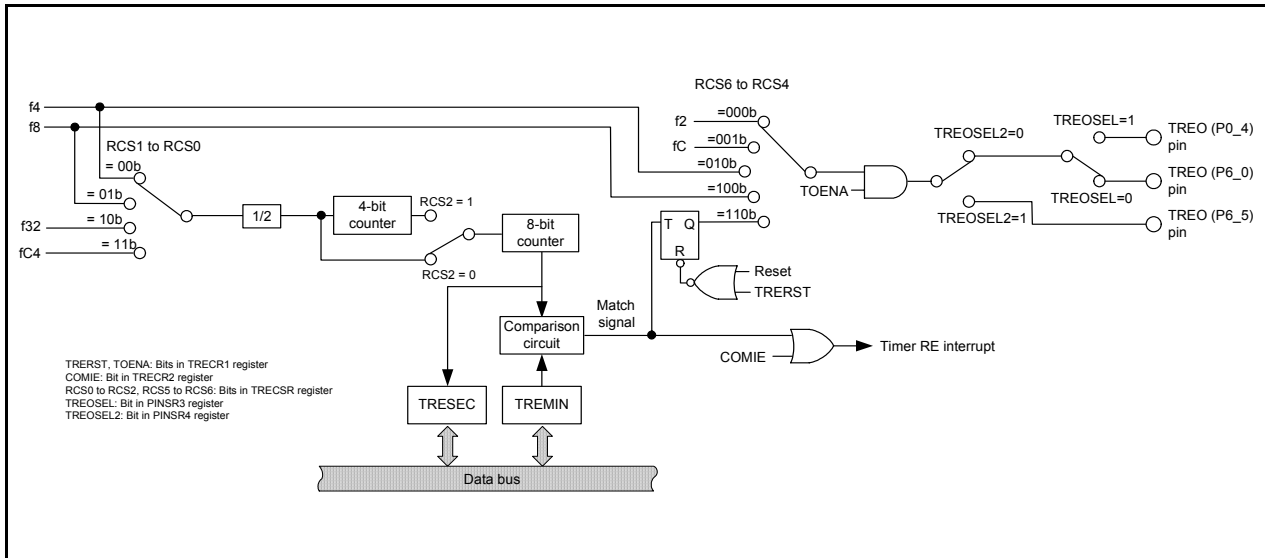 RCS6 to RCS4
f4
f8
RCS1 to RCS0
= 00b
= 01b
f32
= 10b
fC4
= 11b
1/2
4-bit
counter
RCS2 = 1
RCS2 = 0
8-bit
counter
f2
=000b
fC
=001b
=010b
=100b
=110b
TOENA
TREOSEL2=0
TREOSEL2=1
TREOSEL=1
TREOSEL=0
TREO (P0_4)
pin
TREO (P6_0)
pin
TREO (P6_5)
pin
T Q
R
Reset
TRERST
Match
signal
Comparison
circuit
COMIE
Timer RE interrupt
TRESEC
TREMIN
Data bus
TRERST, TOENA: Bits in TRECR1 register
COMIE: Bit in TRECR2 register
RCS0 to RCS2, RCS5 to RCS6: Bits in TRECSR register
TREOSEL: Bit in PINSR3 register
TREOSEL2: Bit in PINSR4 register